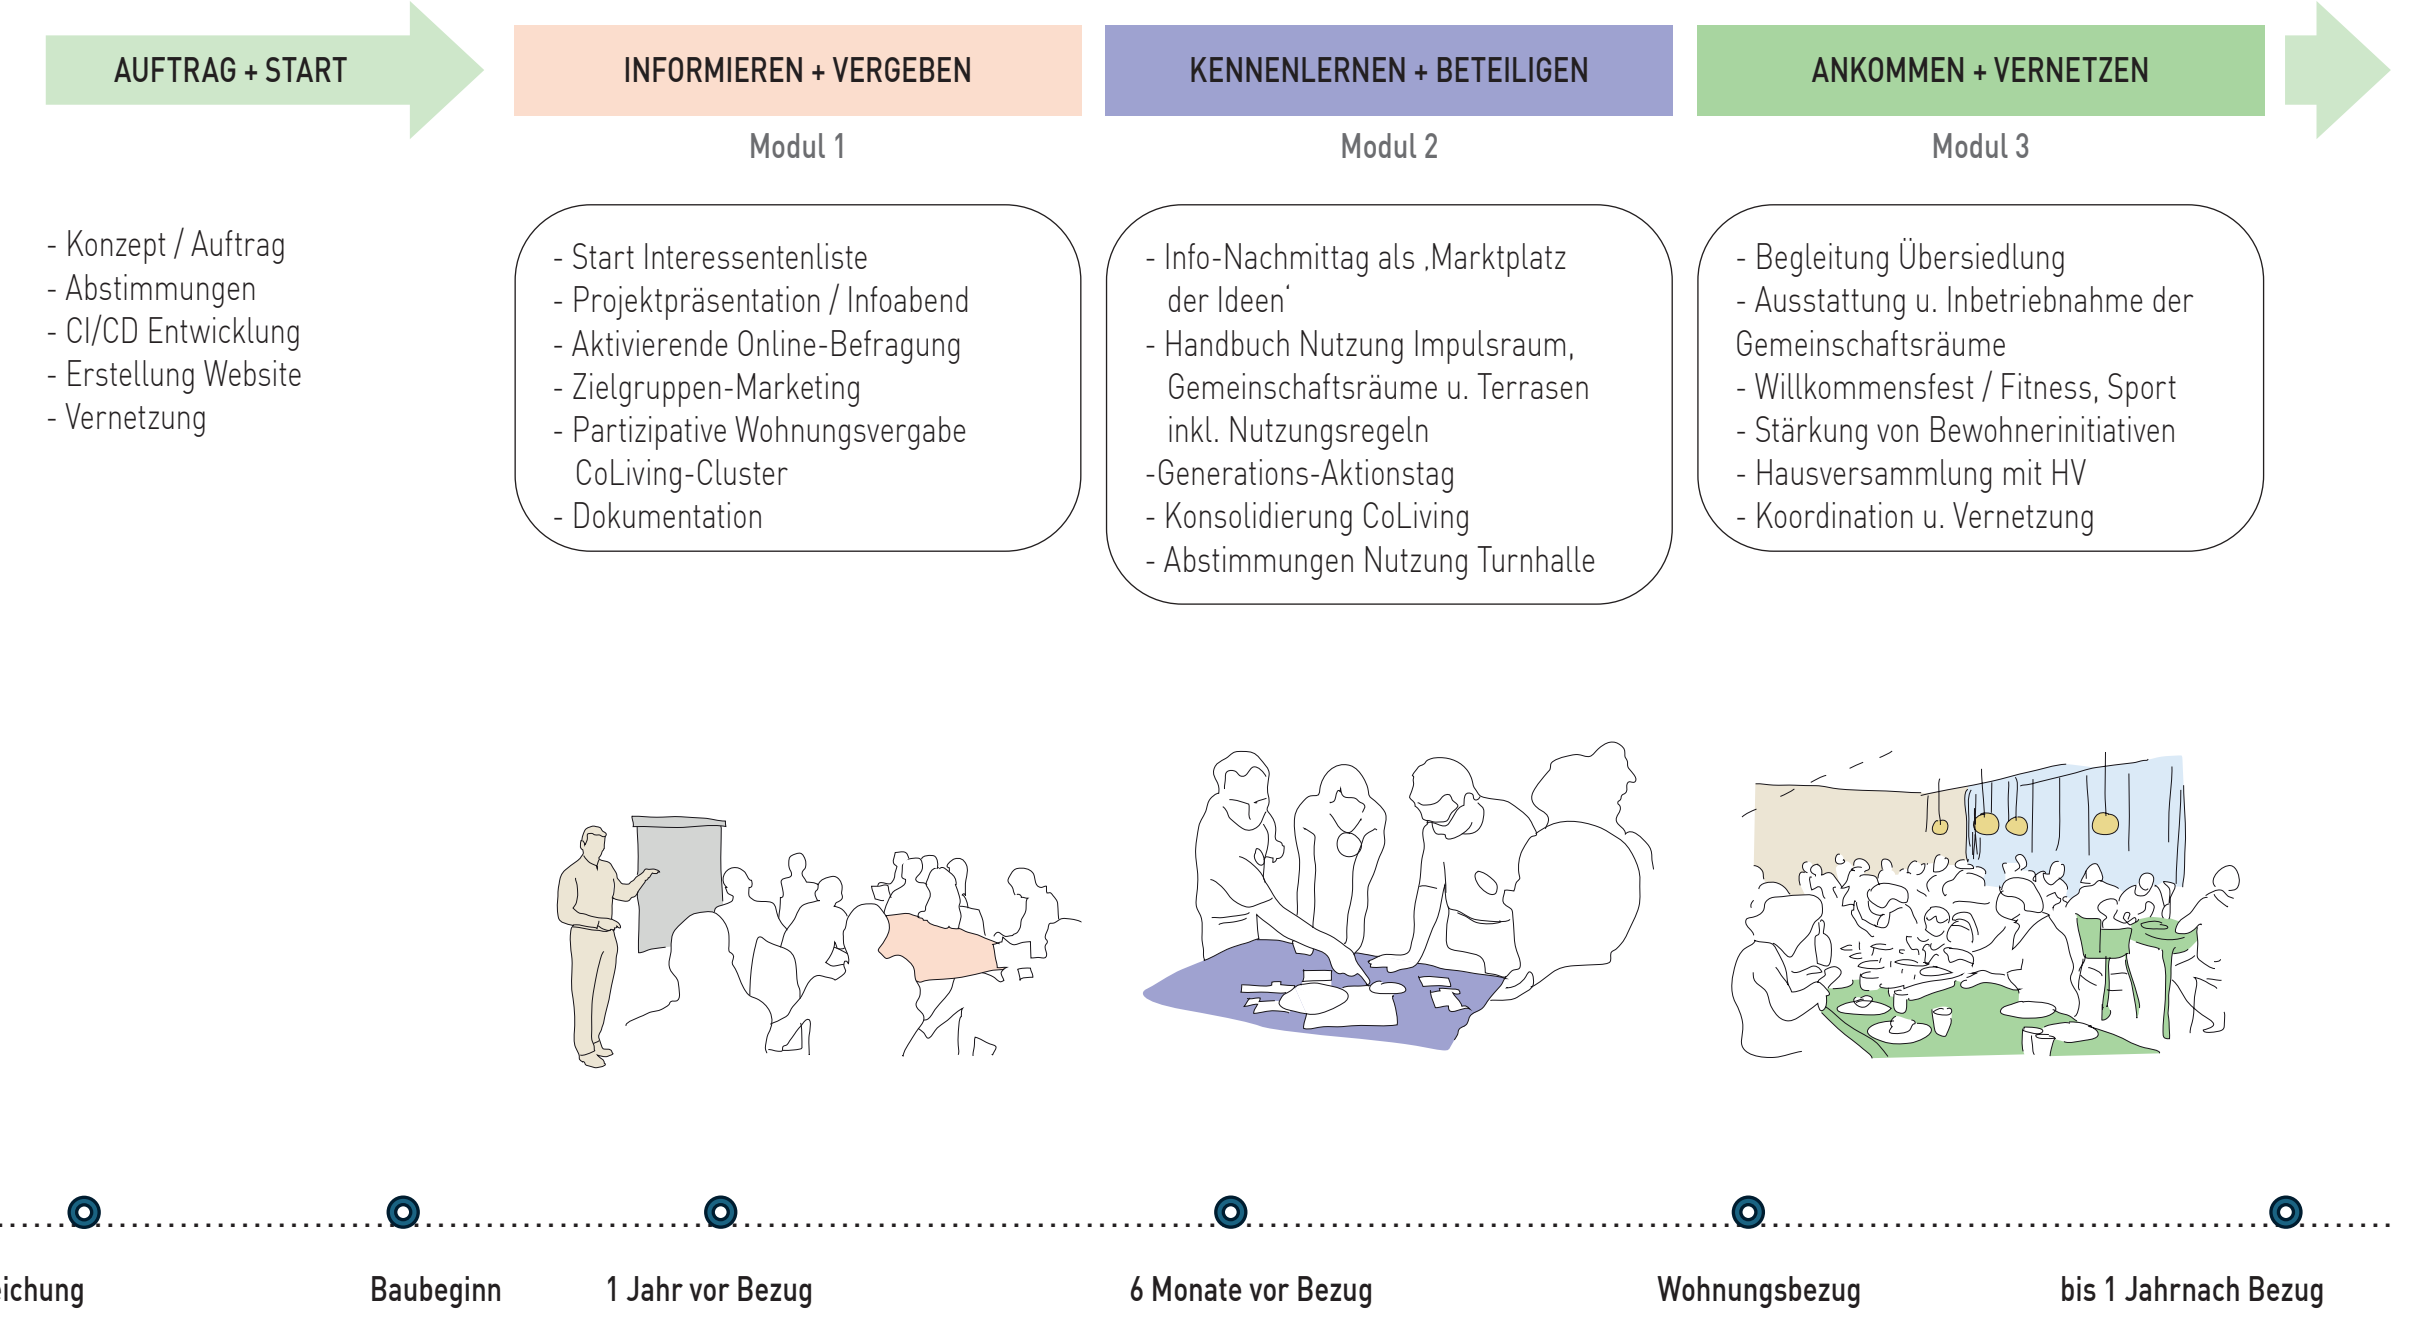 AUFTRAG + START
- Konzept / Auftrag
- Abstimmungen
- CI/CD Entwicklung
- Erstellung Website
- Vernetzung
INFORMIEREN + VERGEBEN
Modul 1
- Start Interessentenliste
- Projektpräsentation / Infoabend
- Aktivierende Online-Befragung
- Zielgruppen-Marketing
- Partizipative Wohnungsvergabe
CoLiving-Cluster
- Dokumentation
KENNENLERNEN + BETEILIGEN
Modul 2
- Info-Nachmittag als ‚Marktplatz
der Ideen‘
- Handbuch Nutzung Impulsraum,
Gemeinschaftsräume u. Terrasen
inkl. Nutzungsregeln
-Generations-Aktionstag
- Konsolidierung CoLiving
- Abstimmungen Nutzung Turnhalle
ANKOMMEN + VERNETZEN
Modul 3
- Begleitung Übersiedlung
- Ausstattung u. Inbetriebnahme der
Gemeinschaftsräume
- Willkommensfest / Fitness, Sport
- Stärkung von Bewohnerinitiativen
- Hausversammlung mit HV
- Koordination u. Vernetzung
eichung
Baubeginn
1 Jahr vor Bezug
6 Monate vor Bezug
Wohnungsbezug
bis 1 Jahrnach Bezug